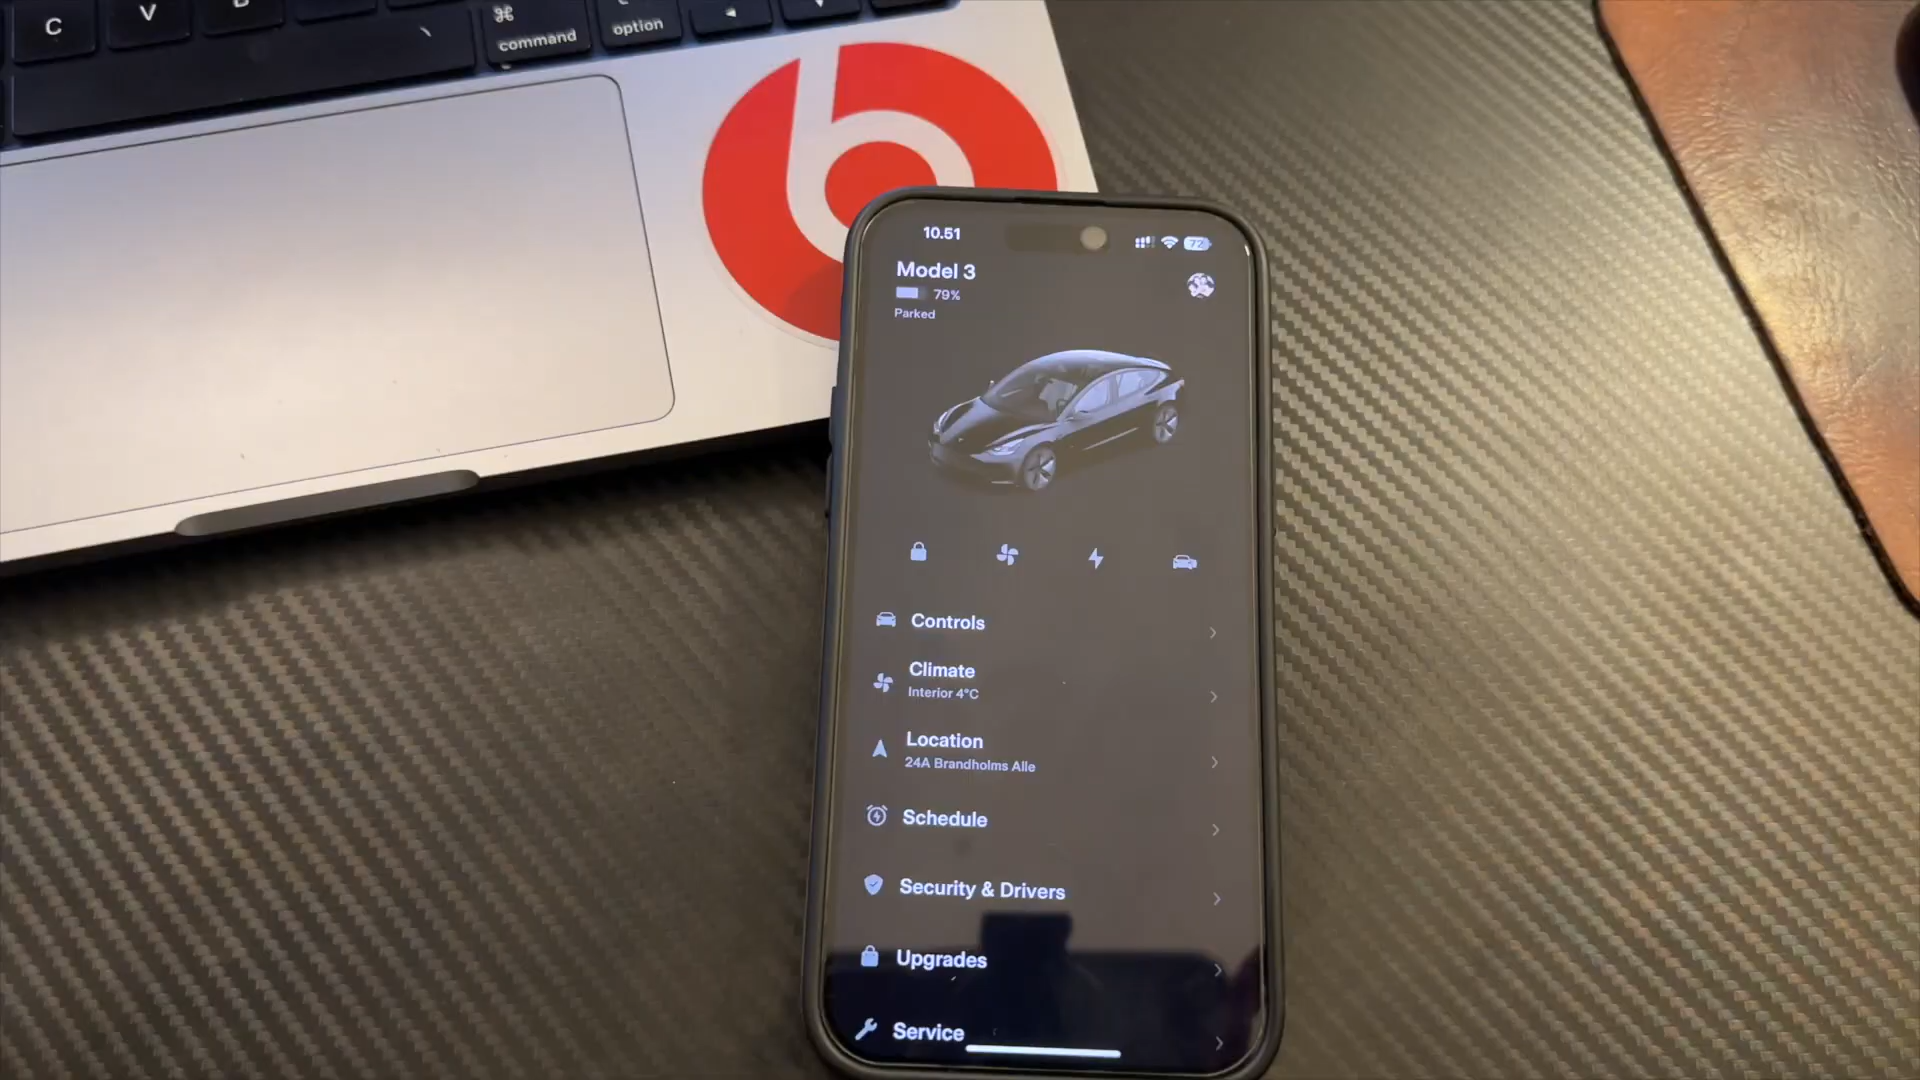 C
V
B
⌘
command
option
10.51
72
Model 3
79%
Parked
Controls
Climate
Interior 4°C
Location
24A Brandholms Alle
Schedule
Security & Drivers
Upgrades
Service